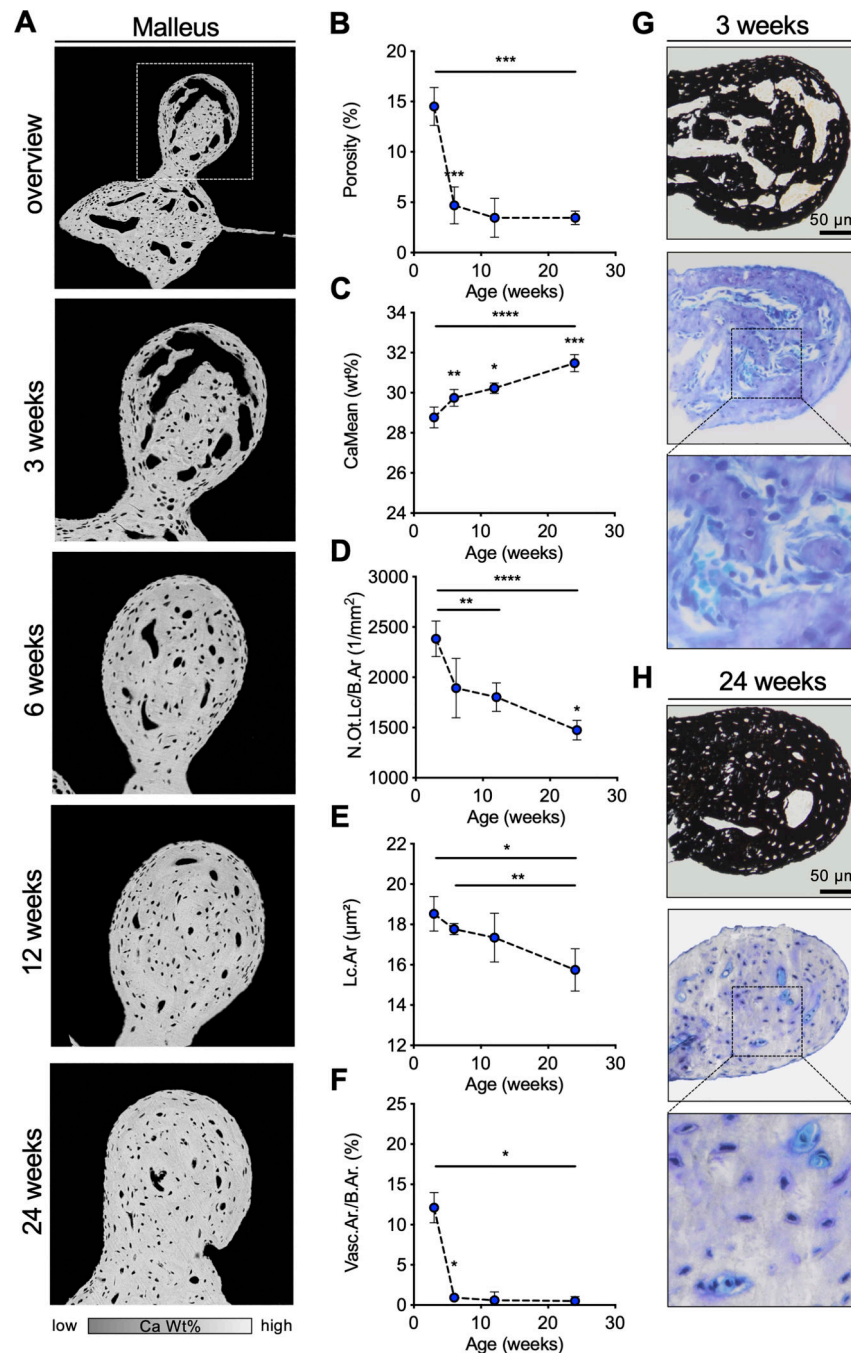 A
Malleus
overview
3 weeks
6 weeks
12 weeks
24 weeks
low Ca Wt% high
B
Porosity (%)
20
15
10
5
0
***
***
0 10 20 30
Age (weeks)
C
CaMean (wt%)
34
32
30
28
26
24
****
**
*
***
0 10 20 30
Age (weeks)
D
N.Ot.Lc/B.Ar (1/mm²)
3000
2500
2000
1500
1000
****
**
*
0 10 20 30
Age (weeks)
E
Lc.Ar (µm²)
22
20
18
16
14
12
*
**
0 10 20 30
Age (weeks)
F
Vasc.Ar./B.Ar. (%)
25
20
15
10
5
0
*
*
0 10 20 30
Age (weeks)
G
3 weeks
50 µm
H
24 weeks
50 µm